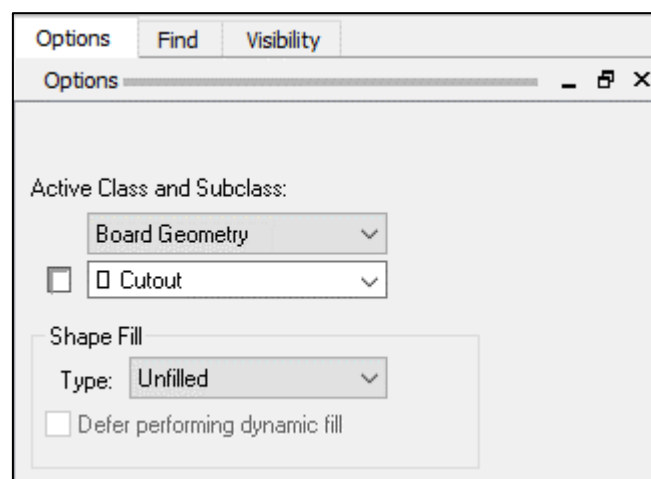 Options Find Visibility
Options
Active Class and Subclass:
Board Geometry
Cutout
Shape Fill
Type: Unfilled
Defer performing dynamic fill